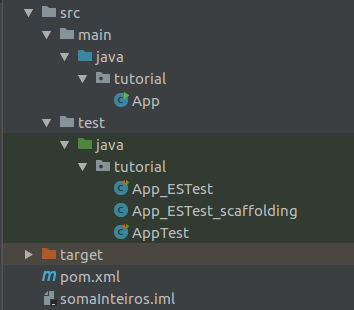 src
main
java
tutorial
App
test
java
tutorial
App_ESTest
App_ESTest_scaffolding
AppTest
target
pom.xml
somaInteiros.iml